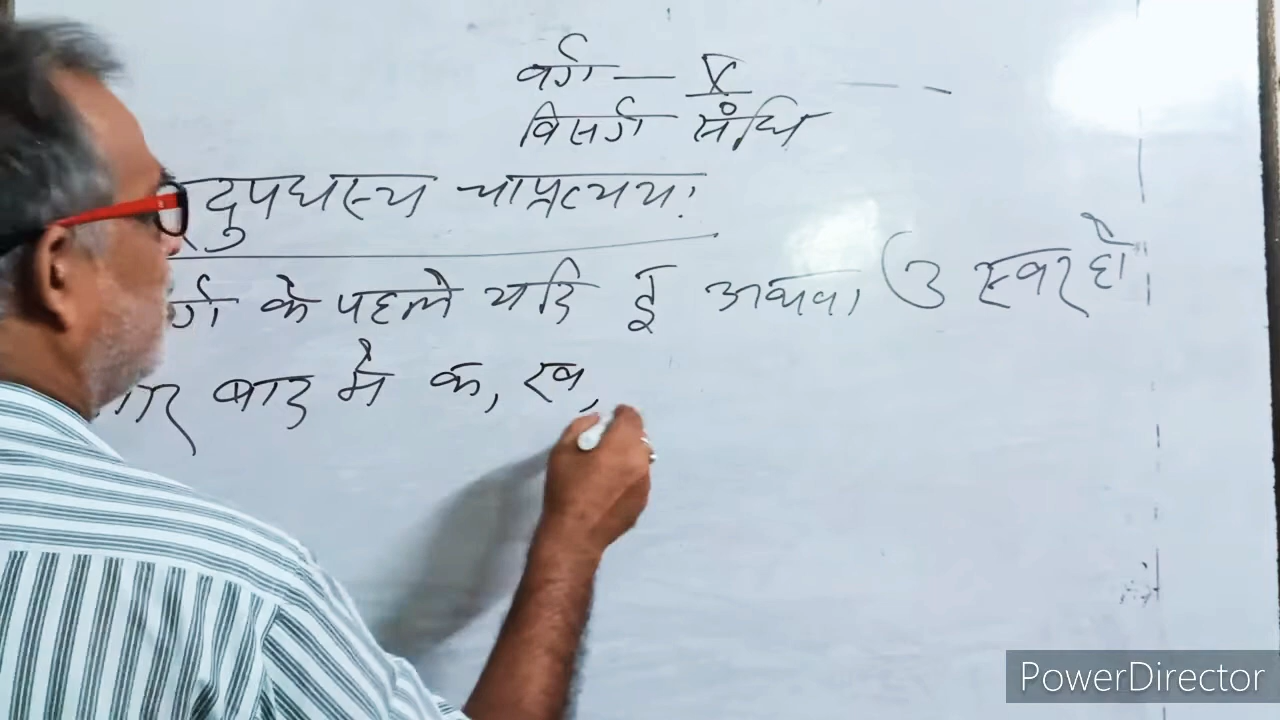 वर्ग — X
विसर्ग संधि
दुपधस्य चाप्रत्ययः
र्ग के पहले यदि ई अथवा उ स्वर हो
बाद मे क, ख,
PowerDirector